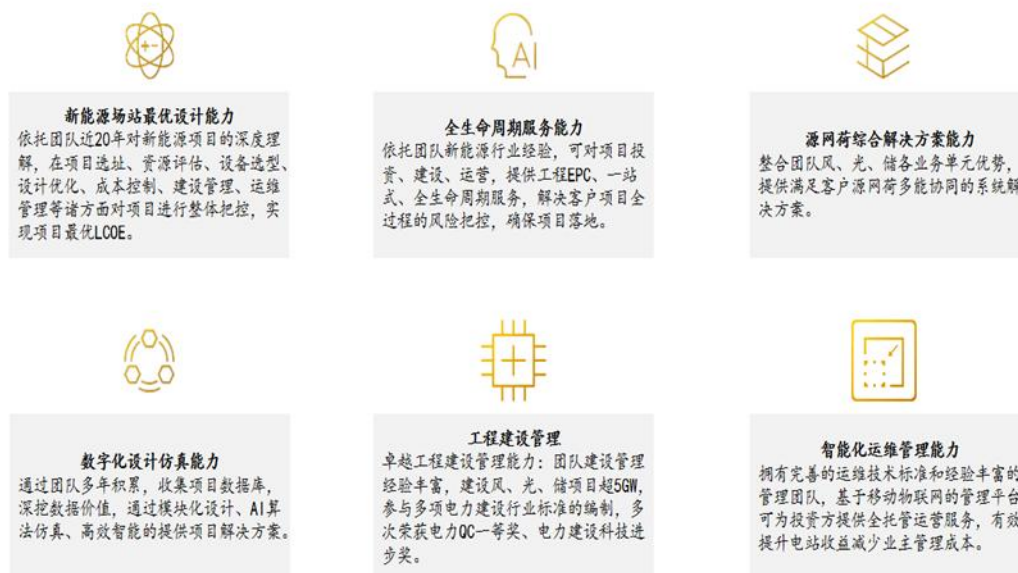 AI
新能源场站最优设计能力
依托团队近20年对新能源项目的深度理
解，在项目选址、资源评估、设备选型、
设计优化、成本控制、建设管理、运维
管理等诸方面对项目进行整体把控，实
现项目最优LCOE。
全生命周期服务能力
依托团队新能源行业经验，可对项目投
资、建设、运营，提供工程EPC、一站
式、全生命周期服务，解决客户项目全
过程的风险把控，确保项目落地。
源网荷综合解决方案能力
整合团队风、光、储各业务单元优势，
提供满足客户源网荷多能协同的系统解
决方案。
数字化设计仿真能力
通过团队多年积累，收集项目数据库，
深挖数据价值，通过模块化设计、AI算
法仿真、高效智能的提供项目解决方案。
工程建设管理
卓越工程建设管理能力：团队建设管理
经验丰富，建设风、光、储项目超5GW，
参与多项电力建设行业标准的编制，多
次荣获电力QC一等奖、电力建设科技进
步奖。
智能化运维管理能力
拥有完善的运维技术标准和经验丰富的
管理团队，基于移动物联网的管理平台
可为投资方提供全托管运营服务，有效
提升电站收益减少业主管理成本。